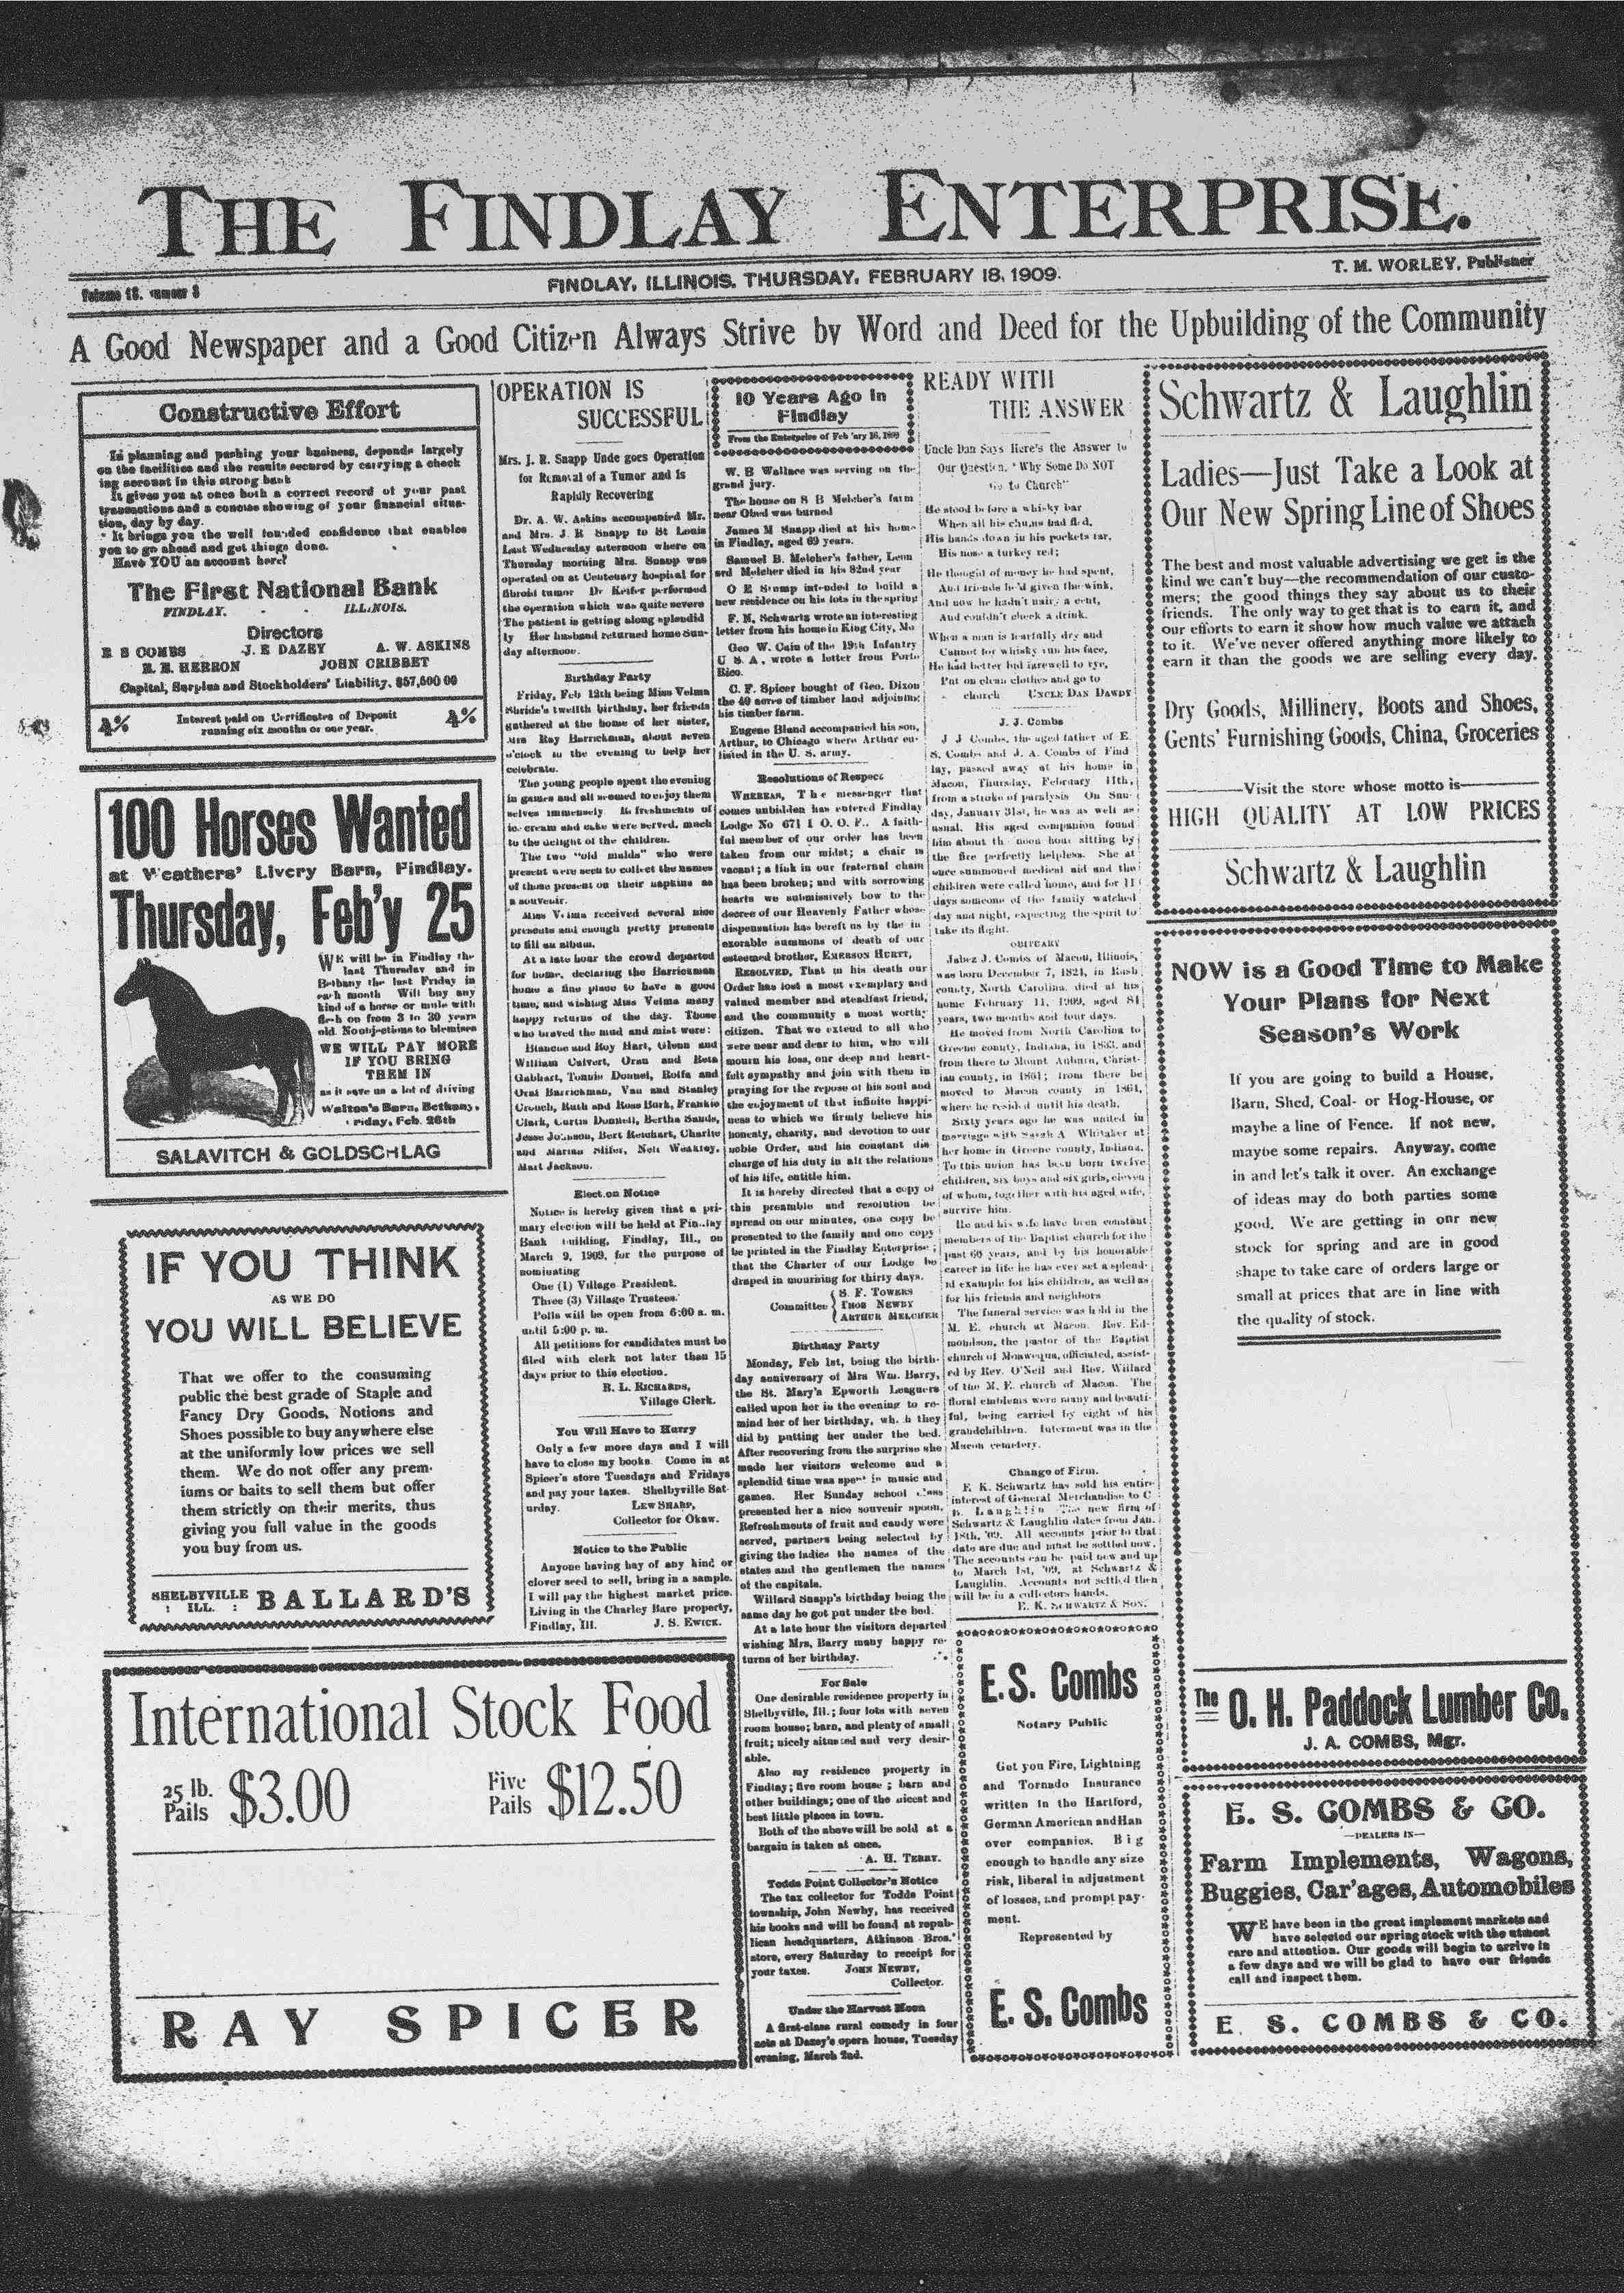 THE FINDLAY ENTERPRISE.
FINDLAY, ILLINOIS. THURSDAY, FEBRUARY 18, 1909.
T. M. WORLEY, Publisher
A Good Newspaper and a Good Citizen Always Strive by Word and Deed for the Upbuilding of the Community
Constructive Effort
In planning and pushing your business, depends largely
on the facilities and the results secured by carrying a check
ing account in this strong bank
It gives you at once both a correct record of your past
transactions and a concise showing of your financial situa-
tion, day by day.
It brings you the well founded confidence that enables
you to go ahead and get things done.
Have YOU an account here?
The First National Bank
FINDLAY. - - ILLINOIS.
Directors
E S COMBS J. E DAZEY A. W. ASKINS
H. H. HERRON JOHN CRIBBET
Capital, Surplus and Stockholders' Liability, $57,500 00
4% Interest paid on Certificates of Deposit 4%
running six months or one year.
100 Horses Wanted
at Weathers' Livery Barn, Findlay.
Thursday, Feb'y 25
WE will be in Findlay the
last Thursday and in
Bethany the last Friday in
each month Will buy any
kind of a horse or mule with
flesh on from 3 to 30 years
old. No objections to blemises
WE WILL PAY MORE
IF YOU BRING
THEM IN
as it save us a lot of driving
Walton's Barn, Bethany,
Friday, Feb. 26th
SALAVITCH & GOLDSCHLAG
IF YOU THINK
AS WE DO
YOU WILL BELIEVE
That we offer to the consuming
public the best grade of Staple and
Fancy Dry Goods, Notions and
Shoes possible to buy anywhere else
at the uniformly low prices we sell
them. We do not offer any prem-
iums or baits to sell them but offer
them strictly on their merits, thus
giving you full value in the goods
you buy from us.
SHELBYVILLE
: ILL. :
BALLARD'S
International Stock Food
25 lb. Pails $3.00
Five Pails $12.50
RAY SPICER
OPERATION IS
SUCCESSFUL
Mrs. J. R. Snapp Unde goes Operation
for Removal of a Tumor and Is
Rapidly Recovering
Dr. A. W. Askins accompanied Mr.
and Mrs. J. R Snapp to St Louis
Last Wednesday afternoon where on
Thursday morning Mrs. Snapp was
operated on at Centenary hospital for
fibroid tumor Dr Keifer performed
the operation which was quite severe
The patient is getting along splendid
ly Her husband returned home Sun-
day afternoon.
Birthday Party
Friday, Feb 12th being Miss Velma
Shride's twelfth birthday, her friends
gathered at the home of her sister,
Mrs Ray Barrickman, about seven
o'clock in the evening to help her
celebrate.
The young people spent the evening
in games and all seemed to enjoy them
selves immensely Refreshments of
ice cream and cake were served, much
to the delight of the children.
The two "old maids" who were
present were seen to collect the names
of those present on their napkins as
a souvenir.
Miss Velma received several nice
presents and enough pretty presents
to fill an album.
At a late hour the crowd departed
for home, declaring the Barrickman
home a fine place to have a good
time, and wishing Miss Velma many
happy returns of the day. Those
who braved the mud and mist were:
Blanche and Roy Hart, Glenn and
William Calvert, Oran and Reta
Gabhart, Tommie Donnel, Rolfa and
Oral Barrickman, Van and Stanley
Crouch, Ruth and Ross Burk, Frankie
Clark, Curtis Donnell, Bertha Sands,
Jesse Johnson, Bert Reichart, Charlie
and Marian Slifer, Nolt Weakley,
Mart Jackson.
Election Notice
Notice is hereby given that a pri-
mary election will be held at Findlay
Bank building, Findlay, Ill., on
March 9, 1909, for the purpose of
nominating
One (1) Village President.
Three (3) Village Trustees.
Polls will be open from 6:00 a. m.
until 5:00 p. m.
All petitions for candidates must be
filed with clerk not later than 15
days prior to this election.
R. L. RICHARDS,
Village Clerk.
You Will Have to Hurry
Only a few more days and I will
have to close my books. Come in at
Spicer's store Tuesdays and Fridays
and pay your taxes. Shelbyville Sat-
urday. LEW SHARP,
Collector for Okaw.
Notice to the Public
Anyone having hay of any kind or
clover seed to sell, bring in a sample.
I will pay the highest market price.
Living in the Charley Bare property,
Findlay, Ill. J. S. EWICK.
10 Years Ago In
Findlay
From the Enterprise of Feb'ary 16, 1899
W. B Wallace was serving on the
grand jury.
The house on S B Melcher's farm
near Obed was burned
James M Snapp died at his home
in Findlay, aged 69 years.
Samuel B. Melcher's father, Leon
ard Melcher died in his 82nd year
O E Stump intended to build a
new residence on his lots in the spring
F. N. Schwartz wrote an interesting
letter from his home in King City, Mo
Geo W. Cain of the 19th Infantry
U S. A, wrote a letter from Porto
Rico.
C. F. Spicer bought of Geo. Dixon
the 40 acres of timber land adjoining
his timber farm.
Eugene Bland accompanied his son,
Arthur, to Chicago where Arthur en-
listed in the U. S. army.
Resolutions of Respect
WHEREAS, The messenger that
comes unbidden has entered Findlay
Lodge No 671 I O. O. F.. A faith-
ful member of our order has been
taken from our midst; a chair is
vacant; a link in our fraternal chain
has been broken; and with sorrowing
hearts we submissively bow to the
decree of our Heavenly Father whose
dispensation has bereft us by the in
exorable summons of death of our
esteemed brother, EMERSON HURTT,
RESOLVED, That in his death our
Order has lost a most exemplary and
valued member and steadfast friend,
and the community a most worthy
citizen. That we extend to all who
were near and dear to him, who will
mourn his loss, our deep and heart-
felt sympathy and join with them in
praying for the repose of his soul and
the enjoyment of that infinite happi-
ness to which we firmly believe his
honesty, charity, and devotion to our
noble Order, and his constant dis
charge of his duty in all the relations
of his life, entitle him.
It is hereby directed that a copy of
this preamble and resolution be
spread on our minutes, one copy be
presented to the family and one copy
be printed in the Findlay Enterprise;
that the Charter of our Lodge be
draped in mourning for thirty days.
Committee { S. F. TOWERS
THOS NEWBY
ARTHUR MELCHER
Birthday Party
Monday, Feb 1st, being the birth-
day anniversary of Mrs Wm. Barry,
the St. Mary's Epworth Leaguers
called upon her in the evening to re-
mind her of her birthday, which they
did by putting her under the bed.
After recovering from the surprise she
made her visitors welcome and a
splendid time was spent in music and
games. Her Sunday school class
presented her a nice souvenir spoon.
Refreshments of fruit and candy were
served, partners being selected by
giving the ladies the names of the
states and the gentlemen the names
of the capitals.
Willard Snapp's birthday being the
same day he got put under the bed.
At a late hour the visitors departed
wishing Mrs, Barry many happy re-
turns of her birthday.
For Sale
One desirable residence property in
Shelbyville, Ill.; four lots with seven
room house; barn, and plenty of small
fruit; nicely situated and very desir-
able.
Also my residence property in
Findlay; five room house; barn and
other buildings; one of the nicest and
best little places in town.
Both of the above will be sold at a
bargain is taken at once.
A. H. TERRY.
Todds Point Collector's Notice
The tax collector for Todds Point
township, John Newby, has received
his books and will be found at repub-
lican headquarters, Atkinson Bros.'
store, every Saturday to receipt for
your taxes. JOHN NEWBY,
Collector.
Under the Harvest Moon
A first-class rural comedy in four
acts at Dazey's opera house, Tuesday
evening, March 2nd.
READY WITH
THE ANSWER
Uncle Dan Says Here's the Answer to
Our Question, "Why Some Do NOT
Go to Church"
He stood before a whisky bar
When all his chums had fled,
His hands down in his pockets far,
His nose a turkey red;
He thought of money he had spent,
And friends he'd given the wink,
And now he hadn't nary a cent,
And couldn't check a drink.
When a man is fearfully dry and
Cannot for whisky run his face,
He had better bid farewell to rye,
Put on clean clothes and go to
church UNCLE DAN DAWDY
J. J. Combs
J J Combs, the aged father of E.
S. Combs and J. A. Combs of Find
lay, passed away at his home in
Macon, Thursday, February 11th,
from a stroke of paralysis On Sun-
day, January 31st, he was as well as
usual. His aged companion found
him about the noon hour sitting by
the fire perfectly helpless. She at
once summoned medical aid and the
children were called home, and for 11
days someone of the family watched
day and night, expecting the spirit to
take its flight.
OBITUARY
Jabez J. Combs of Macon, Illinois,
was born December 7, 1824, in Rush
county, North Carolina, died at his
home February 11, 1909, aged 84
years, two months and four days.
He moved from North Carolina to
Greene county, Indiana, in 1833, and
from there to Mount Auburn, Christ-
ian county, in 1861; from there he
moved to Macon county in 1864,
where he resided until his death.
Sixty years ago he was united in
marriage with Sarah A Whitaker at
her home in Greene county, Indiana.
To this union has been born twelve
children, six boys and six girls, eleven
of whom, together with his aged wife,
survive him.
He and his wife have been constant
members of the Baptist church for the
past 60 years, and by his honorable
career in life he has ever set a splend-
id example for his children, as well as
for his friends and neighbors
The funeral service was held in the
M. E. church at Macon. Rev. Ed-
mondson, the pastor of the Baptist
church of Moawequa, officiated, assist-
ed by Rev. O'Neil and Rev. Willard
of the M. E. church of Macon. The
floral emblems were many and beauti-
ful, being carried by eight of his
grandchildren. Interment was in the
Macon cemetery.
Change of Firm.
E. K. Schwartz has sold his entire
interest of General Merchandise to C
B. Laughlin The new firm of
Schwartz & Laughlin dates from Jan.
18th, '09. All accounts prior to that
date are due and must be settled now.
The accounts can be paid now and up
to March 1st, '09, at Schwartz &
Laughlin. Accounts not settled then
will be in a collectors hands.
E. K. SCHWARTZ & SON.
E. S. Combs
Notary Public
Get you Fire, Lightning
and Tornado Insurance
written in the Hartford,
German American and Han
over companies. Big
enough to handle any size
risk, liberal in adjustment
of losses, and prompt pay-
ment.
Represented by
E. S. Combs
Schwartz & Laughlin
Ladies—Just Take a Look at
Our New Spring Line of Shoes
The best and most valuable advertising we get is the
kind we can't buy—the recommendation of our custo-
mers; the good things they say about us to their
friends. The only way to get that is to earn it, and
our efforts to earn it show how much value we attach
to it. We've never offered anything more likely to
earn it than the goods we are selling every day.
Dry Goods, Millinery, Boots and Shoes,
Gents' Furnishing Goods, China, Groceries
Visit the store whose motto is
HIGH QUALITY AT LOW PRICES
Schwartz & Laughlin
NOW is a Good Time to Make
Your Plans for Next
Season's Work
If you are going to build a House,
Barn, Shed, Coal- or Hog-House, or
maybe a line of Fence. If not new,
maybe some repairs. Anyway, come
in and let's talk it over. An exchange
of ideas may do both parties some
good. We are getting in onr new
stock for spring and are in good
shape to take care of orders large or
small at prices that are in line with
the quality of stock.
The O. H. Paddock Lumber Co.
J. A. COMBS, Mgr.
E. S. COMBS & CO.
—DEALERS IN—
Farm Implements, Wagons,
Buggies, Car'ages, Automobiles
WE have been in the great implement markets and
have selected our spring stock with the utmost
care and attention. Our goods will begin to arrive in
a few days and we will be glad to have our friends
call and inspect them.
E. S. COMBS & CO.